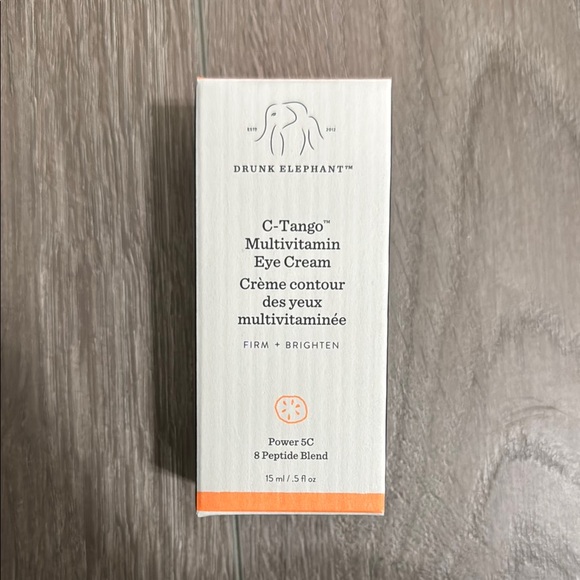 ESTD 2012
DRUNK ELEPHANT™
C-Tango™
Multivitamin
Eye Cream
Crème contour
des yeux
multivitaminée
FIRM + BRIGHTEN
Power 5C
8 Peptide Blend
15 ml / .5 fl oz